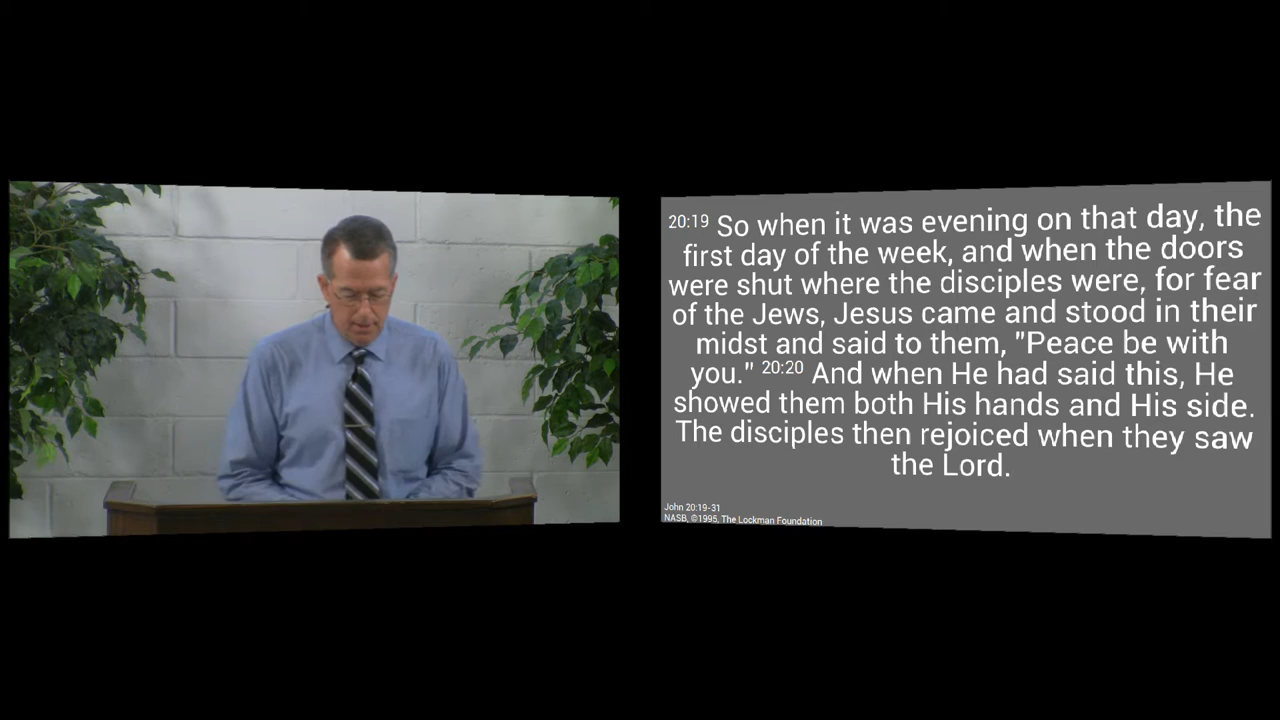 20:19 So when it was evening on that day, the
first day of the week, and when the doors
were shut where the disciples were, for fear
of the Jews, Jesus came and stood in their
midst and said to them, "Peace be with
you." 20:20 And when He had said this, He
showed them both His hands and His side.
The disciples then rejoiced when they saw
the Lord.
John 20:19-31
NASB, ©1995, The Lockman Foundation